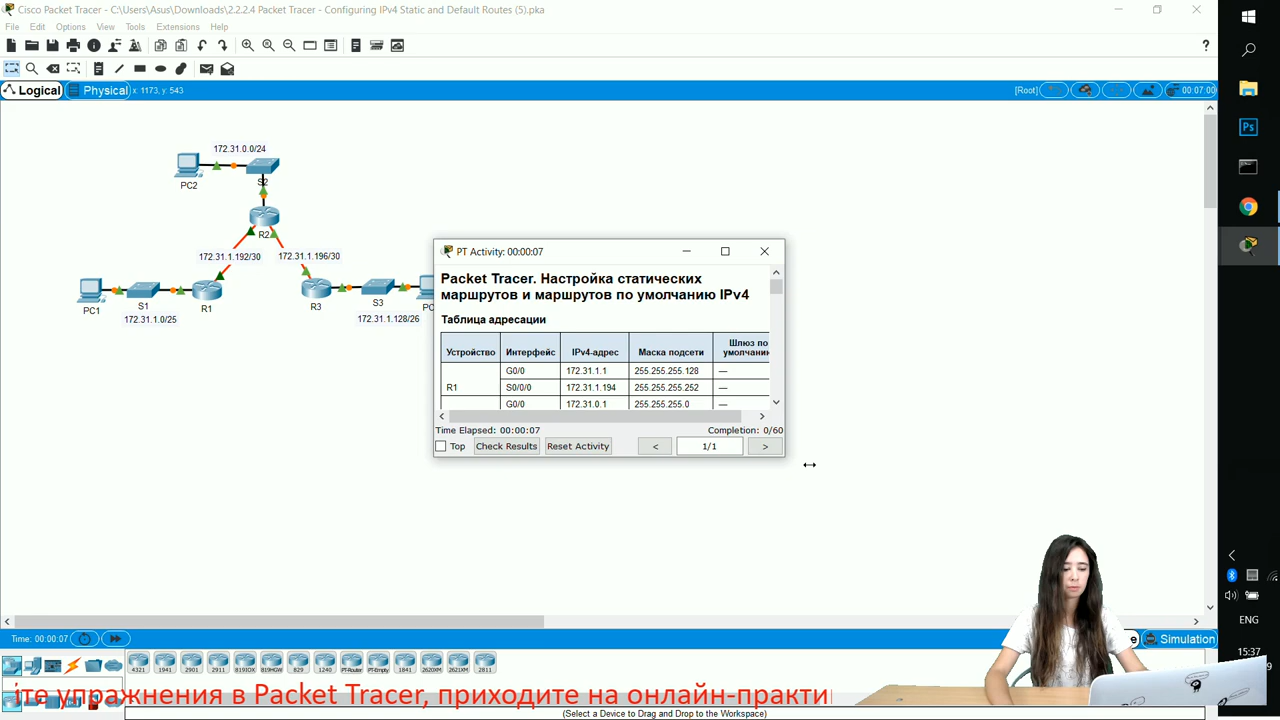 Cisco Packet Tracer - C:\Users\Asus\Downloads\2.2.2.4 Packet Tracer - Configuring IPv4 Static and Default Routes (5).pka
File Edit Options View Tools Extensions Help
?
Logical Physical x: 1173, y: 543 [Root] 00:07:00
172.31.0.0/24
PC2
S2
R2
172.31.1.192/30 172.31.1.196/30
PC1 S1 R1 R3 S3
172.31.1.0/25 172.31.1.128/26
PT Activity: 00:00:07
Packet Tracer. Настройка статических
маршрутов и маршрутов по умолчанию IPv4
Таблица адресации
Устройство Интерфейс IPv4-адрес Маска подсети Шлюз по умолчанию
G0/0 172.31.1.1 255.255.255.128 —
R1 S0/0/0 172.31.1.194 255.255.255.252 —
G0/0 172.31.0.1 255.255.255.0 —
Time Elapsed: 00:00:07 Completion: 0/60
Top Check Results Reset Activity < 1/1 >
Ps
ENG
15:37
Time: 00:00:07 Simulation
4321 1941 2901 2911 819IOX 819HGW 829 1240 PT-Router PT-Empty 1841 2620XM 2621XM 2811
упражнения в Packet Tracer, приходите на онлайн-практи
(Select a Device to Drag and Drop to the Workspace)